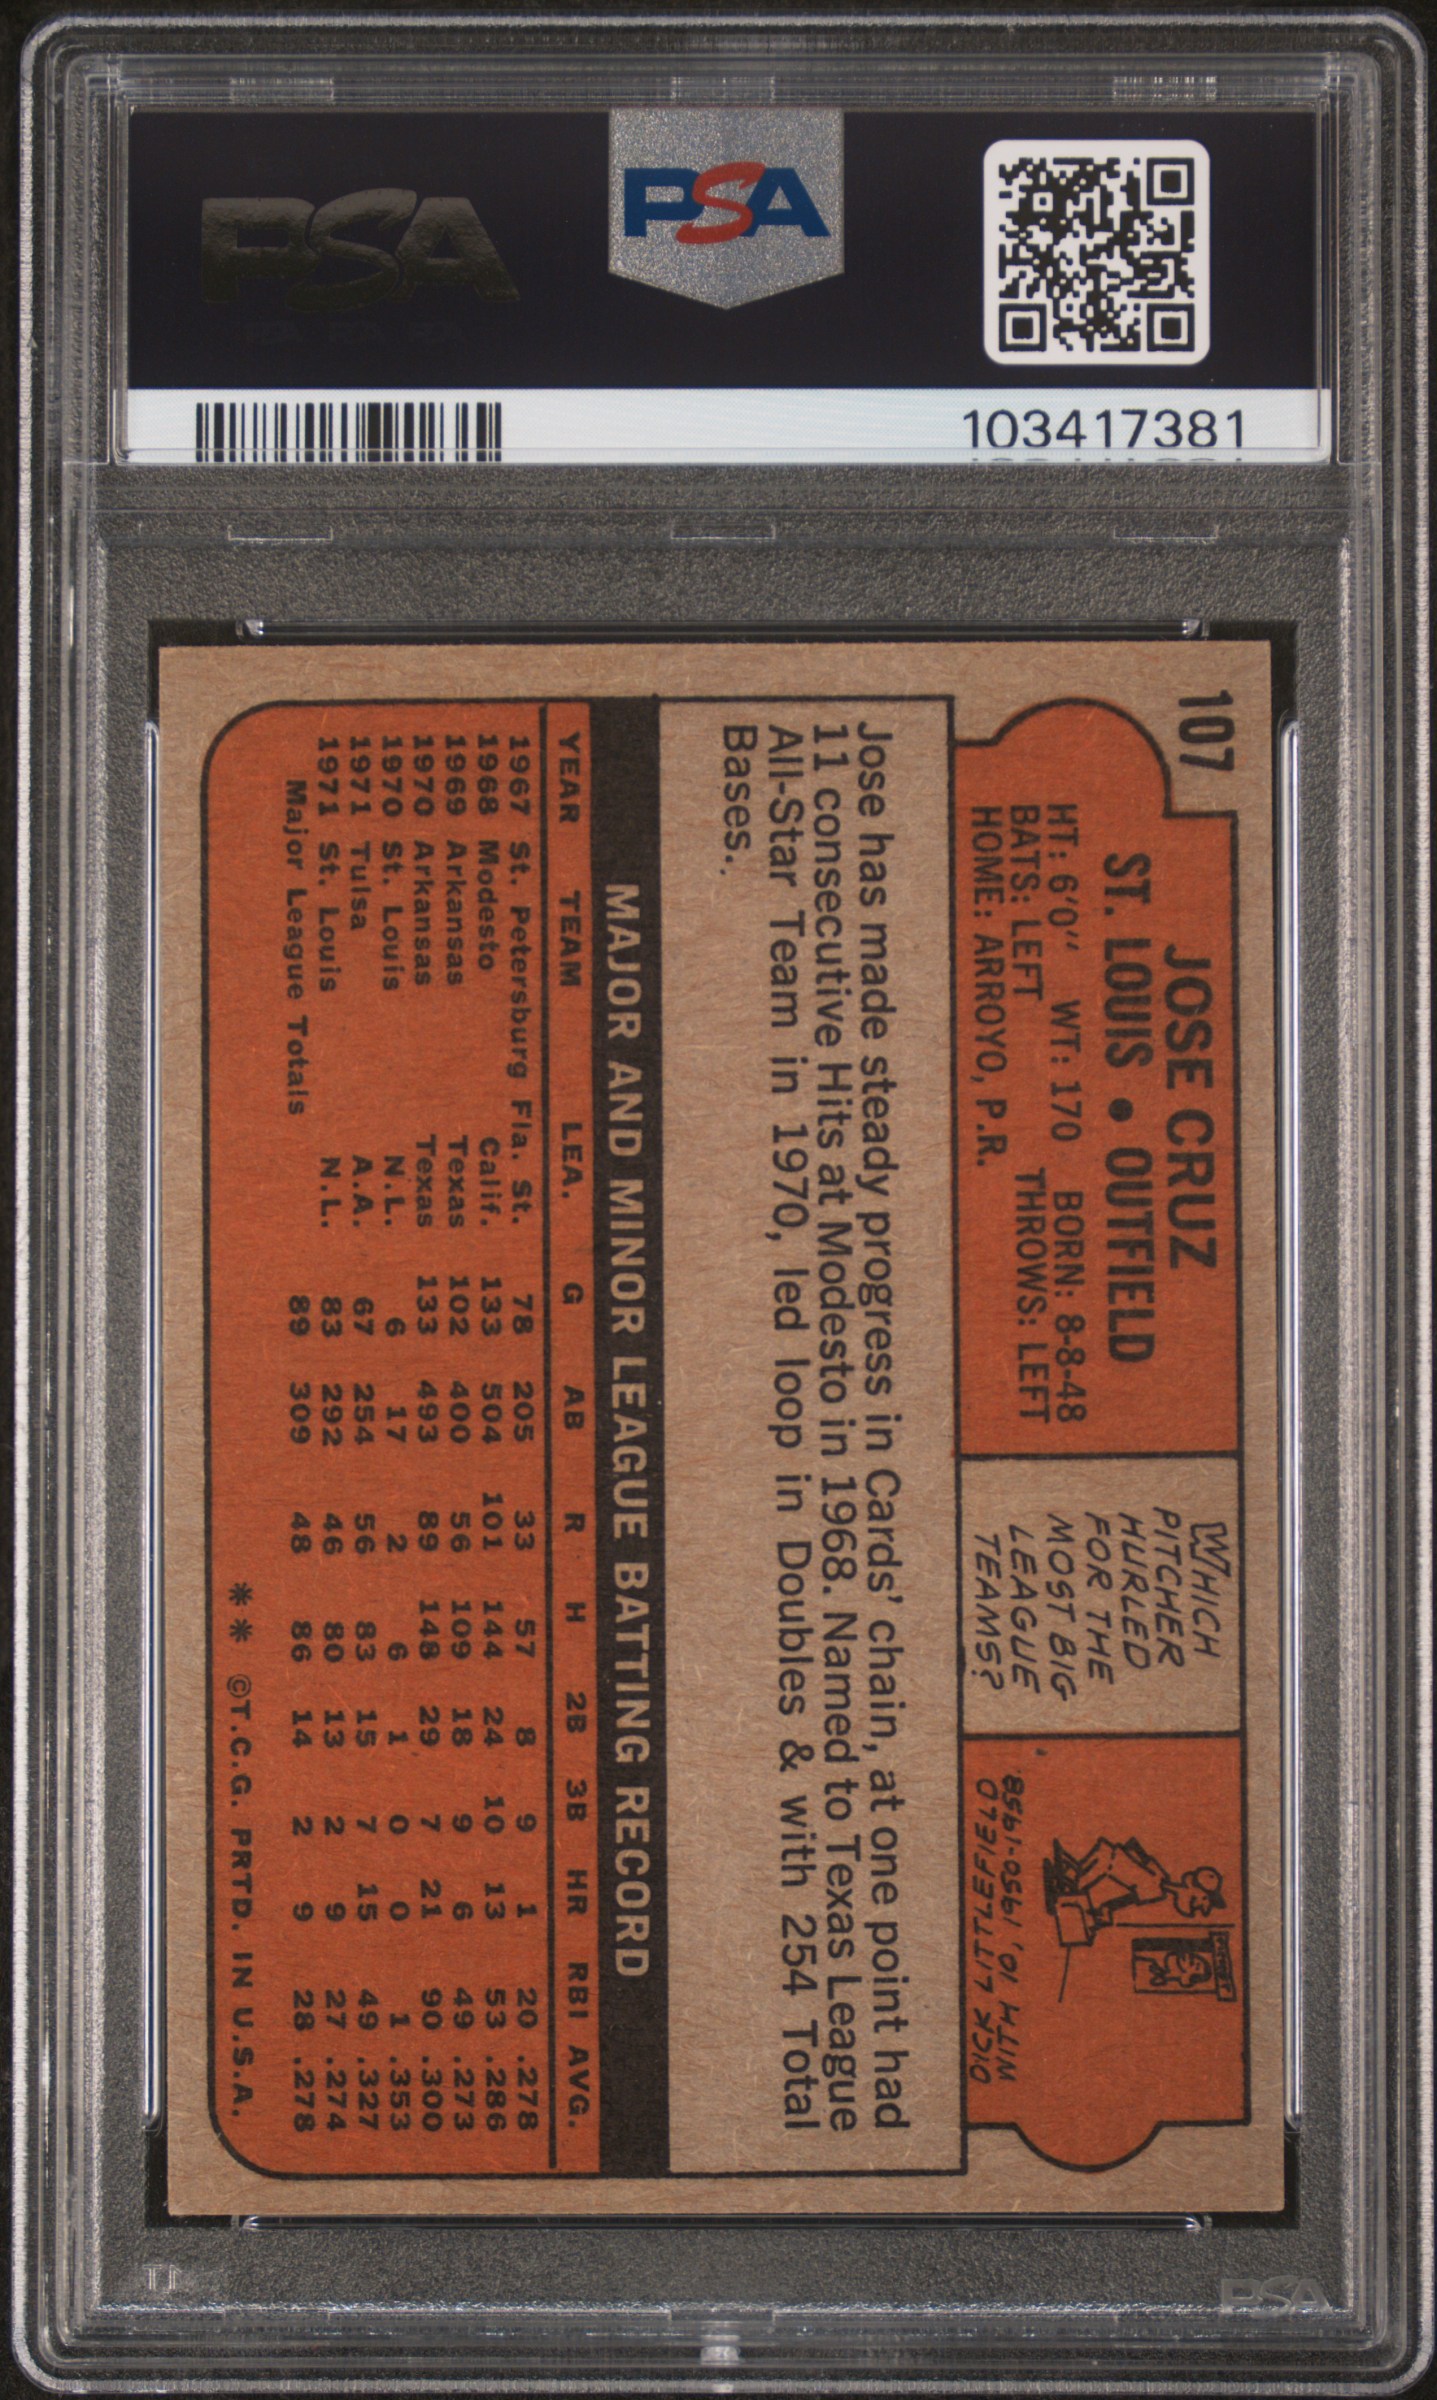 PSA
PSA
103417381
107
JOSE CRUZ
ST. LOUIS • OUTFIELD
HT: 6'0" WT: 170 BORN: 8-8-48
BATS: LEFT THROWS: LEFT
HOME: ARROYO, P.R.
WHICH
PITCHER
HURLED
FOR THE
MOST BIG
LEAGUE
TEAMS?
DICK LITTLEFIELD
WITH 10, 1950-1958.
Jose has made steady progress in Cards' chain, at one point had
11 consecutive Hits at Modesto in 1968. Named to Texas League
All-Star Team in 1970, led loop in Doubles & with 254 Total
Bases.
MAJOR AND MINOR LEAGUE BATTING RECORD
YEAR TEAM LEA. G AB R H 2B 3B HR RBI AVG.
1967 St. Petersburg Fla. St. 78 205 33 57 8 9 1 20 .278
1968 Modesto Calif. 133 504 101 144 24 10 13 53 .286
1969 Arkansas Texas 102 400 56 109 18 9 6 49 .273
1970 Arkansas Texas 133 493 89 148 29 7 21 90 .300
1970 St. Louis N.L. 6 17 2 6 1 0 0 1 .353
1971 Tulsa A.A. 67 254 56 83 15 7 15 49 .327
1971 St. Louis N.L. 83 292 46 80 13 2 9 27 .274
Major League Totals 89 309 48 86 14 2 9 28 .278
** ©T.C.G. PRTD. IN U.S.A.
PSA